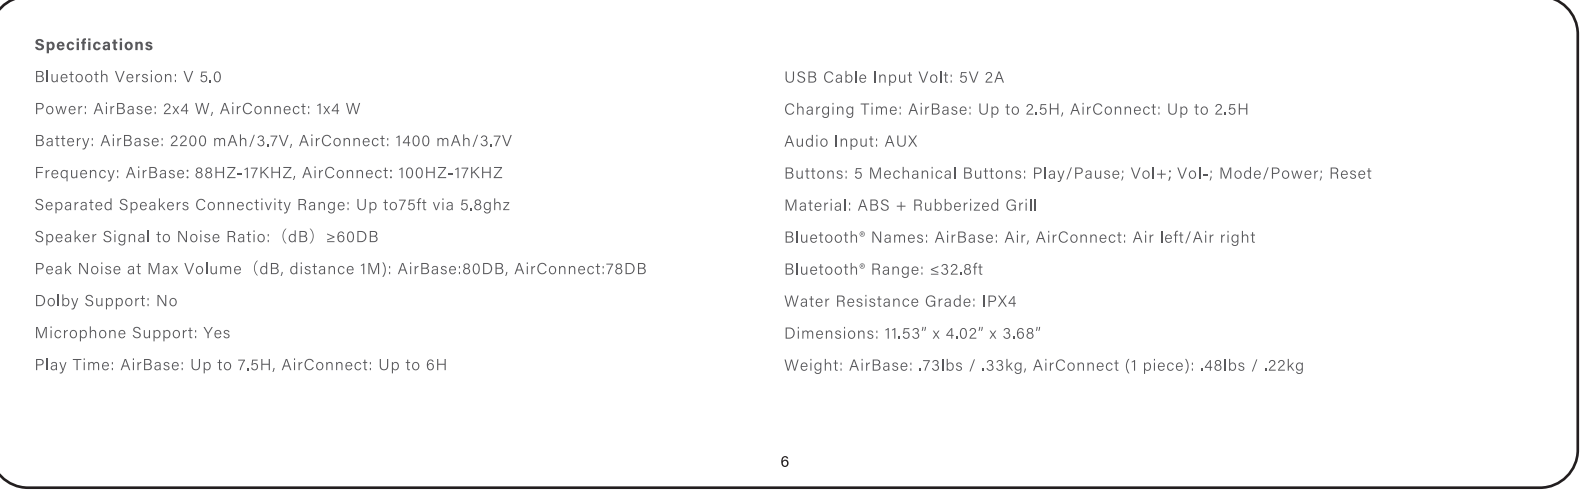 Specifications
Bluetooth Version: V 5.0
Power: AirBase: 2x4 W, AirConnect: 1x4 W
Battery: AirBase: 2200 mAh/3.7V, AirConnect: 1400 mAh/3.7V
Frequency: AirBase: 88HZ-17KHZ, AirConnect: 100HZ-17KHZ
Separated Speakers Connectivity Range: Up to75ft via 5.8ghz
Speaker Signal to Noise Ratio:（dB）≥60DB
Peak Noise at Max Volume（dB, distance 1M): AirBase:80DB, AirConnect:78DB
Dolby Support: No
Microphone Support: Yes
Play Time: AirBase: Up to 7.5H, AirConnect: Up to 6H
USB Cable Input Volt: 5V 2A
Charging Time: AirBase: Up to 2.5H, AirConnect: Up to 2.5H
Audio Input: AUX
Buttons: 5 Mechanical Buttons: Play/Pause; Vol+; Vol-; Mode/Power; Reset
Material: ABS + Rubberized Grill
Bluetooth® Names: AirBase: Air, AirConnect: Air left/Air right
Bluetooth® Range: ≤32.8ft
Water Resistance Grade: IPX4
Dimensions: 11.53" x 4.02" x 3.68"
Weight: AirBase: .73lbs / .33kg, AirConnect (1 piece): .48lbs / .22kg
6